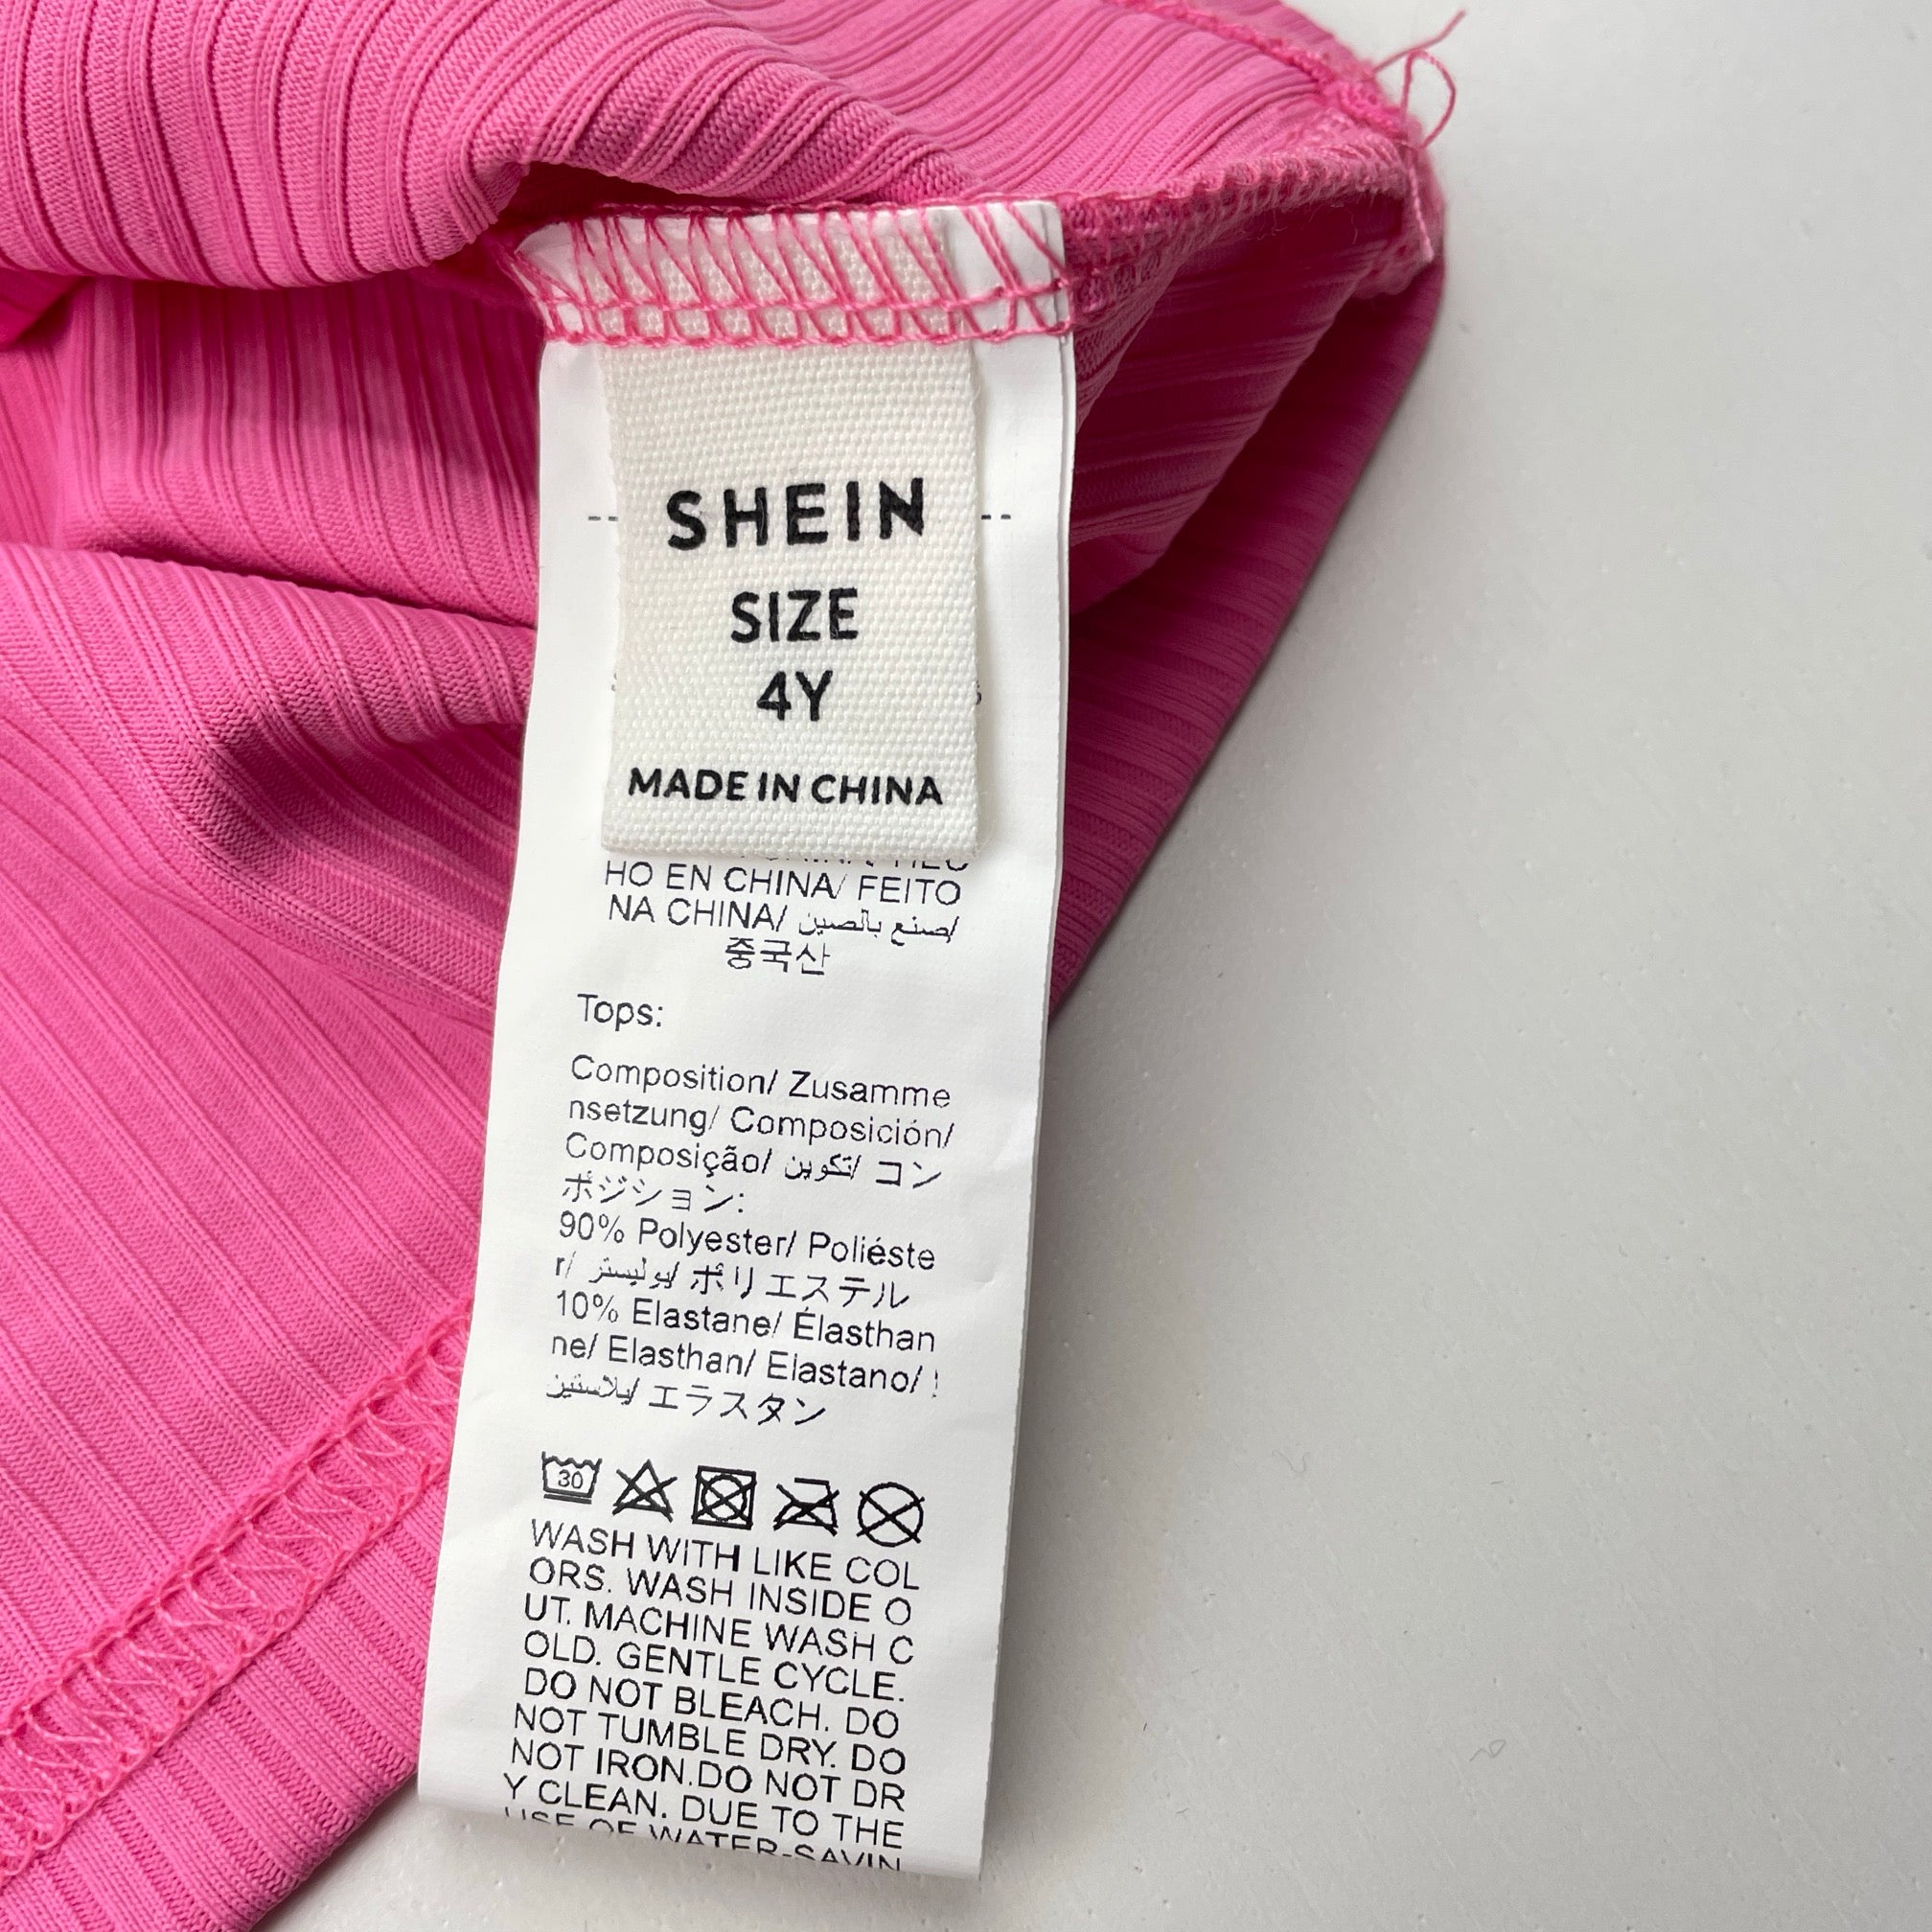 SHEIN
SIZE
4Y
MADE IN CHINA
HO EN CHINA/ FEITO
NA CHINA/ صنع بالصين/
중국산
Tops:
Composition/ Zusamme
nsetzung/ Composición/
Composição/ تكوين/ コン
ポジション:
90% Polyester/ Poliéste
r/ بوليستر/ ポリエステル
10% Elastane/ Élasthan
ne/ Elasthan/ Elastano/
إيلاستين/ エラスタン
30
WASH WITH LIKE COL
ORS. WASH INSIDE O
UT. MACHINE WASH C
OLD. GENTLE CYCLE.
DO NOT BLEACH. DO
NOT TUMBLE DRY. DO
NOT IRON.DO NOT DR
Y CLEAN. DUE TO THE
USE OF WATER-SAVIN